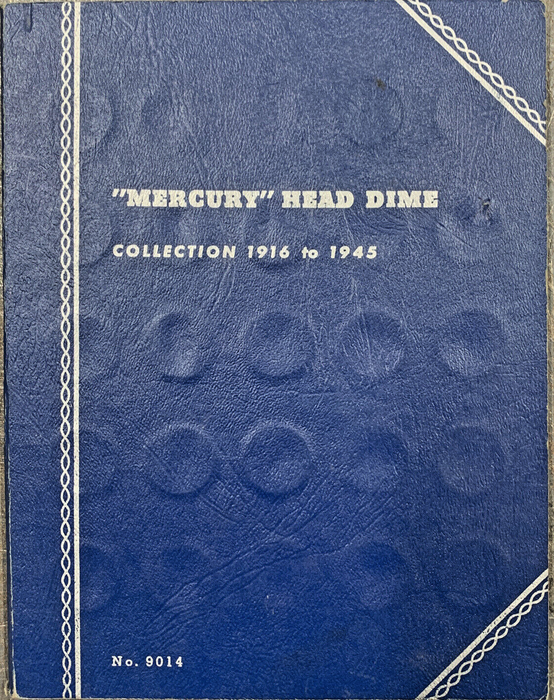 "MERCURY" HEAD DIME
COLLECTION 1916 to 1945
No. 9014